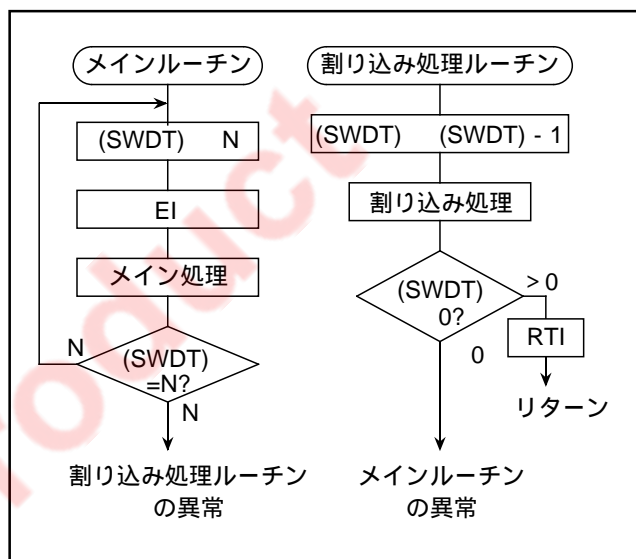 メインルーチン
(SWDT) N
EI
メイン処理
(SWDT)
=N?
N
N
割り込み処理ルーチン
の異常
割り込み処理ルーチン
(SWDT) (SWDT) - 1
割り込み処理
(SWDT)
0?
> 0
RTI
リターン
0
メインルーチン
の異常